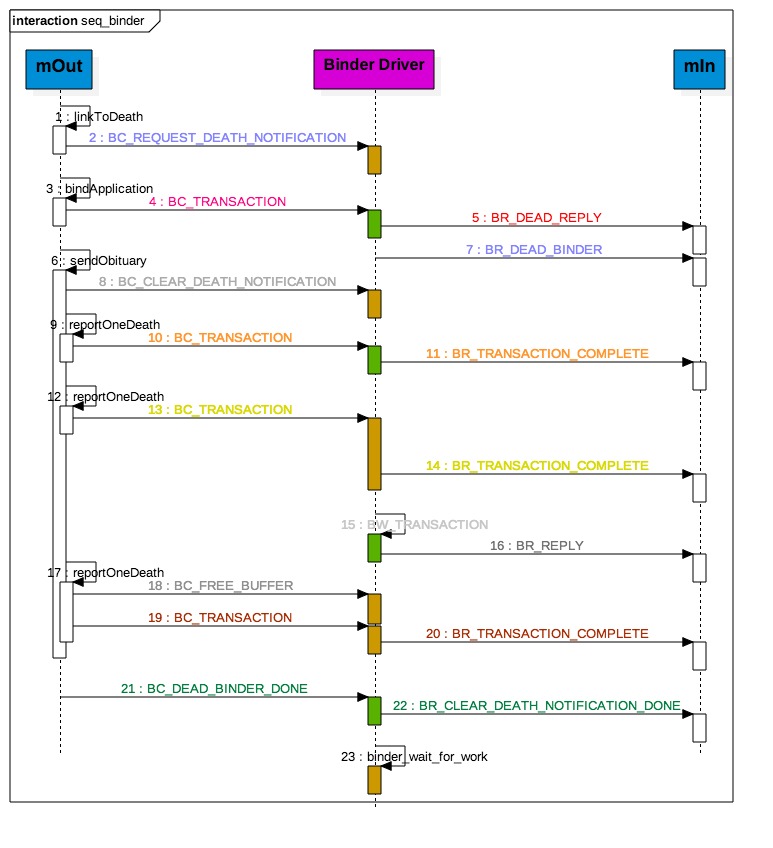 interaction seq_binder
mOut
Binder Driver
mIn
1 : linkToDeath
2 : BC_REQUEST_DEATH_NOTIFICATION
3 : bindApplication
4 : BC_TRANSACTION
5 : BR_DEAD_REPLY
7 : BR_DEAD_BINDER
6 : sendObituary
8 : BC_CLEAR_DEATH_NOTIFICATION
9 : reportOneDeath
10 : BC_TRANSACTION
11 : BR_TRANSACTION_COMPLETE
12 : reportOneDeath
13 : BC_TRANSACTION
14 : BR_TRANSACTION_COMPLETE
15 : BW_TRANSACTION
16 : BR_REPLY
17 : reportOneDeath
18 : BC_FREE_BUFFER
19 : BC_TRANSACTION
20 : BR_TRANSACTION_COMPLETE
21 : BC_DEAD_BINDER_DONE
22 : BR_CLEAR_DEATH_NOTIFICATION_DONE
23 : binder_wait_for_work